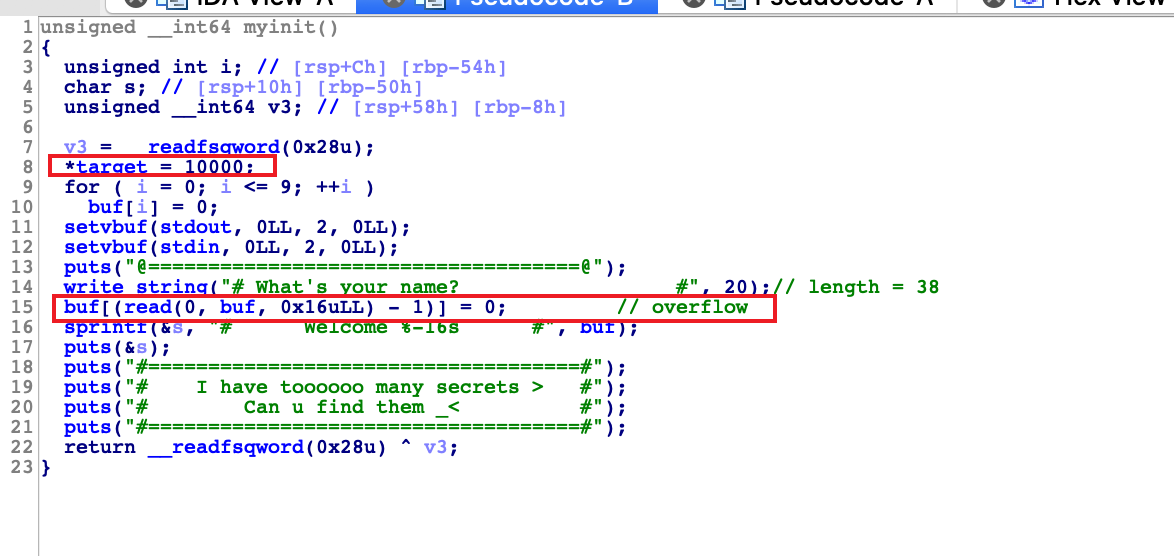 IDA View-A Pseudocode-B Pseudocode-A Hex View
1 unsigned __int64 myinit()
2 {
3 unsigned int i; // [rsp+Ch] [rbp-54h]
4 char s; // [rsp+10h] [rbp-50h]
5 unsigned __int64 v3; // [rsp+58h] [rbp-8h]
6
7 v3 = readfsqword(0x28u);
8 *target = 10000;
9 for ( i = 0; i <= 9; ++i )
10 buf[i] = 0;
11 setvbuf(stdout, 0LL, 2, 0LL);
12 setvbuf(stdin, 0LL, 2, 0LL);
13 puts("@====================================@");
14 write_string("# What's your name?                  #", 20);// length = 38
15 buf[(read(0, buf, 0x16uLL) - 1)] = 0; // overflow
16 sprintf(&s, "#      Welcome %-16s      #", buf);
17 puts(&s);
18 puts("#====================================#");
19 puts("#    I have toooooo many secrets >   #");
20 puts("#        Can u find them _<          #");
21 puts("#====================================#");
22 return __readfsqword(0x28u) ^ v3;
23 }